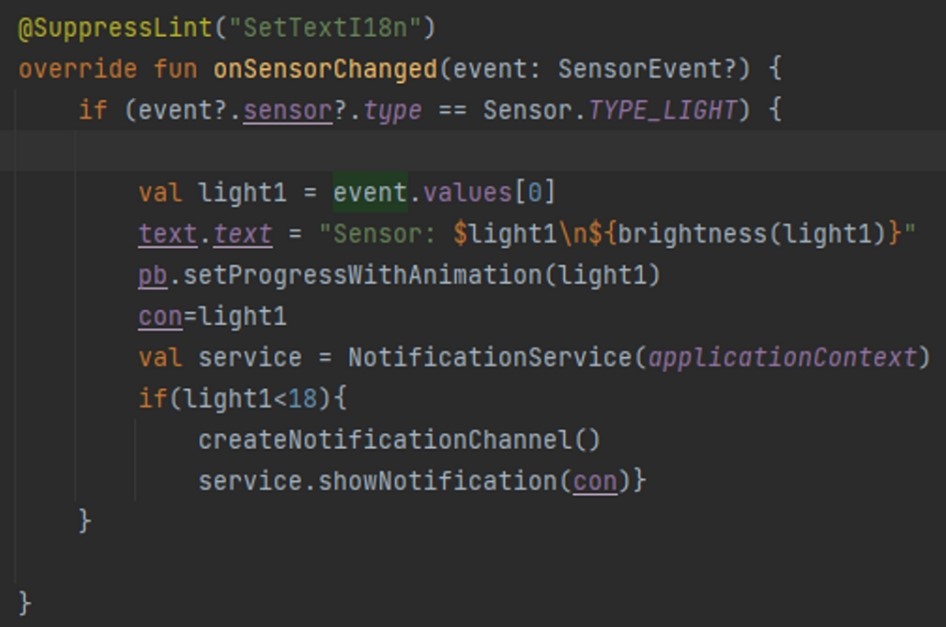 @SuppressLint("SetTextI18n")
override fun onSensorChanged(event: SensorEvent?) {
    if (event?.sensor?.type == Sensor.TYPE_LIGHT) {

        val light1 = event.values[0]
        text.text = "Sensor: $light1\n${brightness(light1)}"
        pb.setProgressWithAnimation(light1)
        con=light1
        val service = NotificationService(applicationContext)
        if(light1<18){
            createNotificationChannel()
            service.showNotification(con)}
    }

}